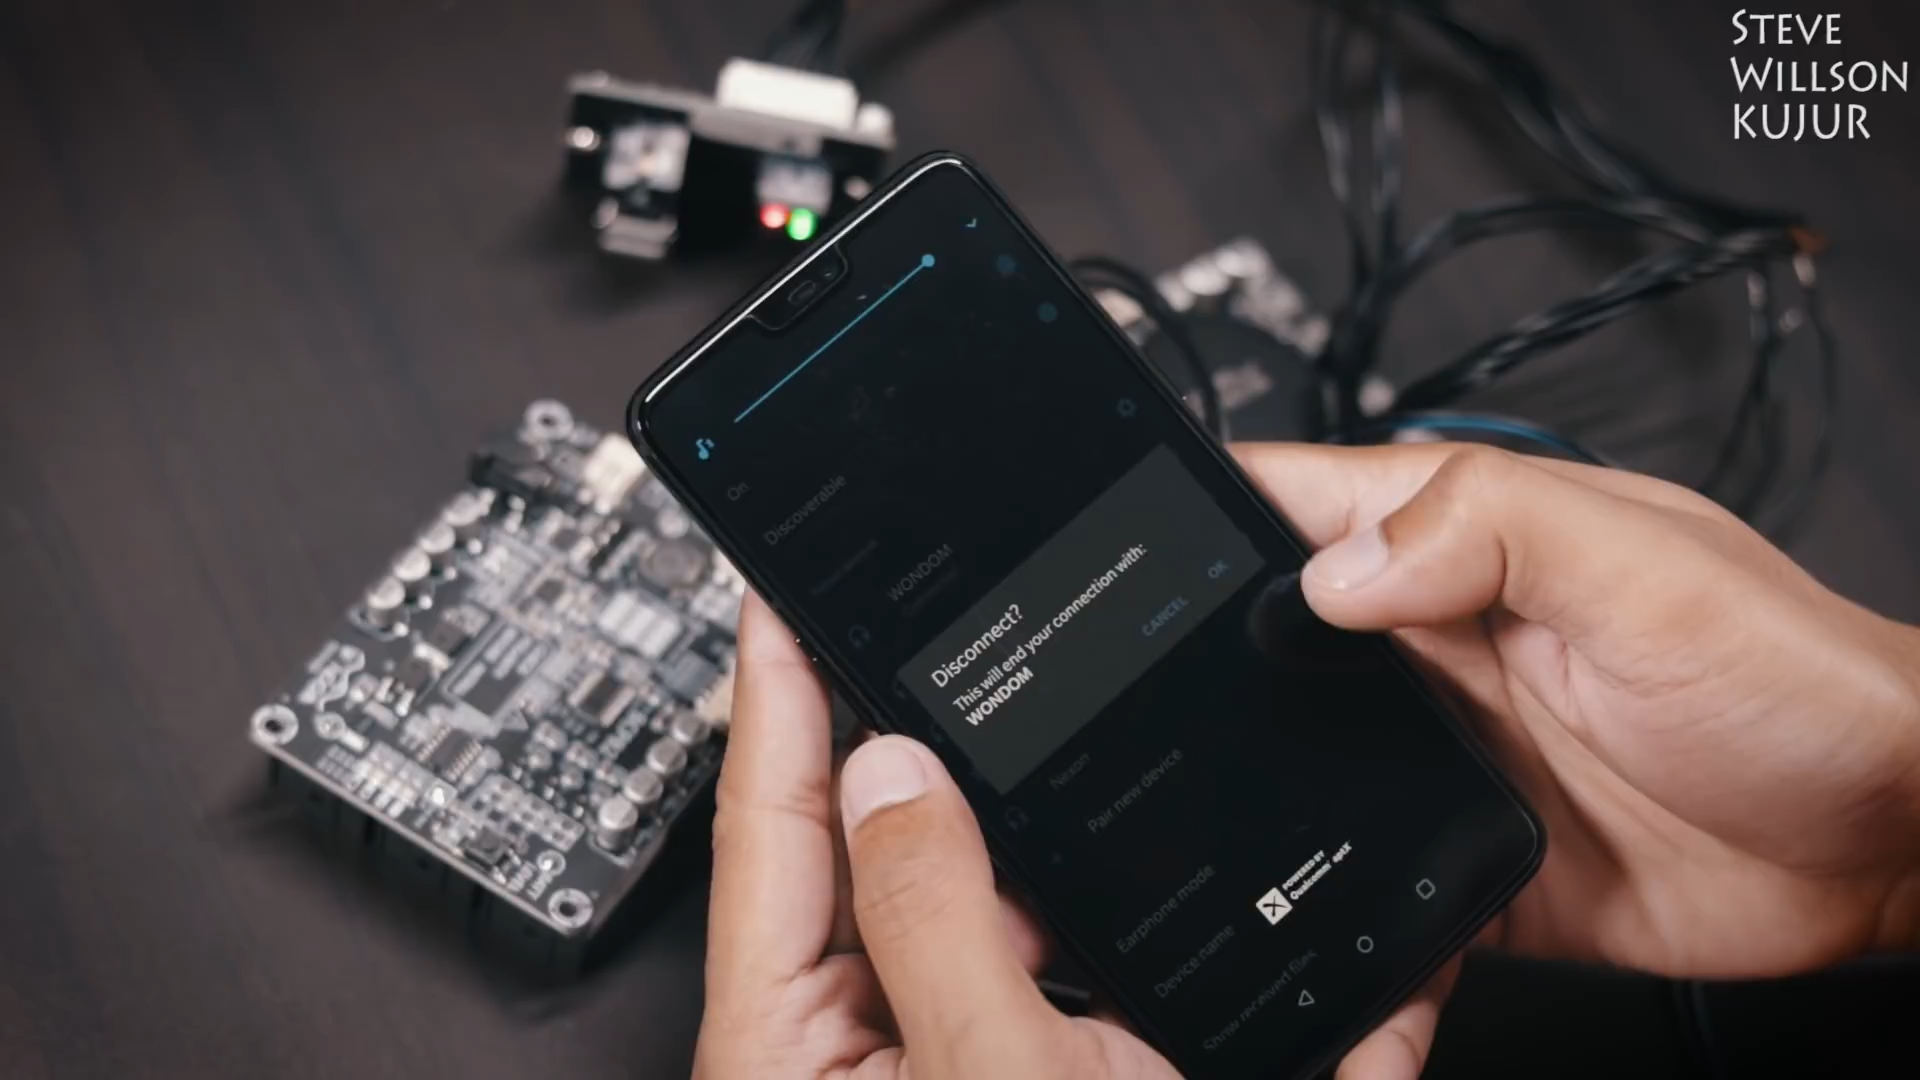 STEVE
WILLSON
KUJUR
On
Discoverable
WONDOM
Disconnect?
This will end your connection with:
WONDOM
CANCEL
OK
Nexon
Pair new device
Earphone mode
Device name
Show received files
POWERED BY
Qualcomm® aptX